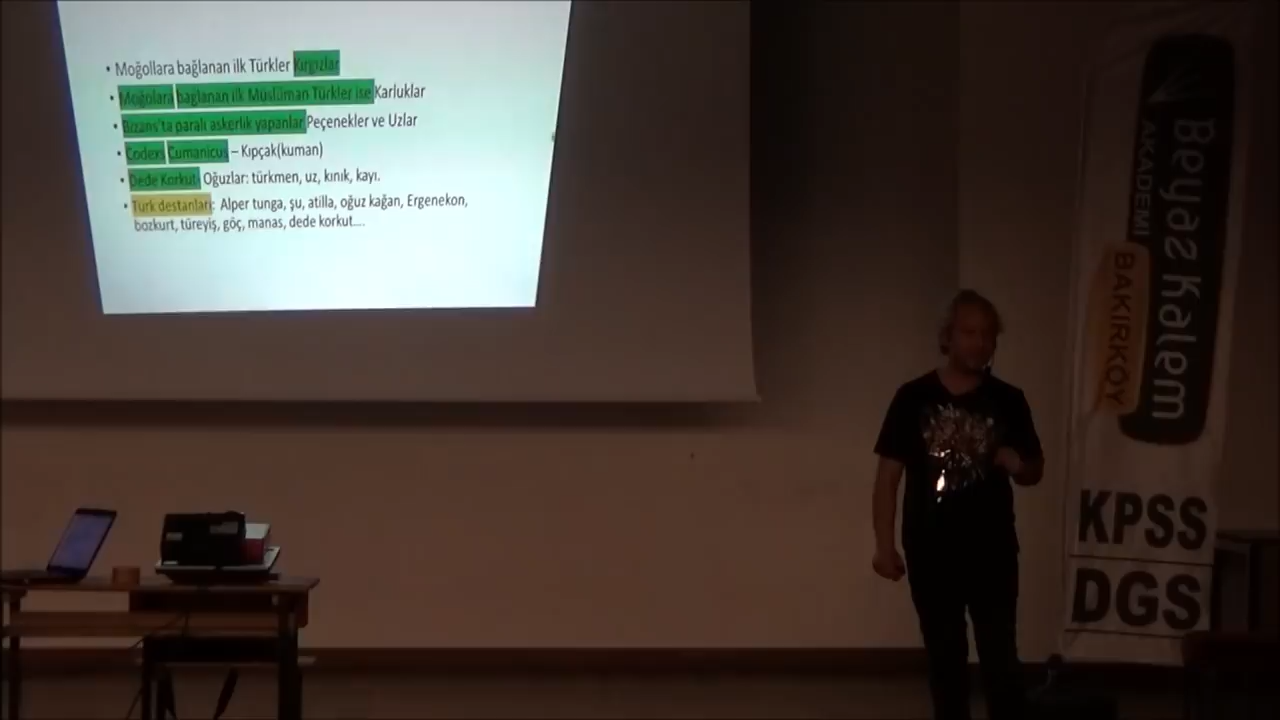 • Moğollara bağlanan ilk Türkler Kırgızlar
• Moğolara bağlanan ilk Müslüman Türkler ise Karluklar
• Bizans'ta paralı askerlik yapanlar Peçenekler ve Uzlar
• Codexs Cumanicus – Kıpçak(kuman)
• Dede Korkut: Oğuzlar: türkmen, uz, kınık, kayı.
• Türk destanları: Alper tunga, şu, atilla, oğuz kağan, Ergenekon,
bozkurt, türeyiş, göç, manas, dede korkut....
Beyaz Kalem
AKADEMİ
BAKIRKÖY
KPSS
DGS